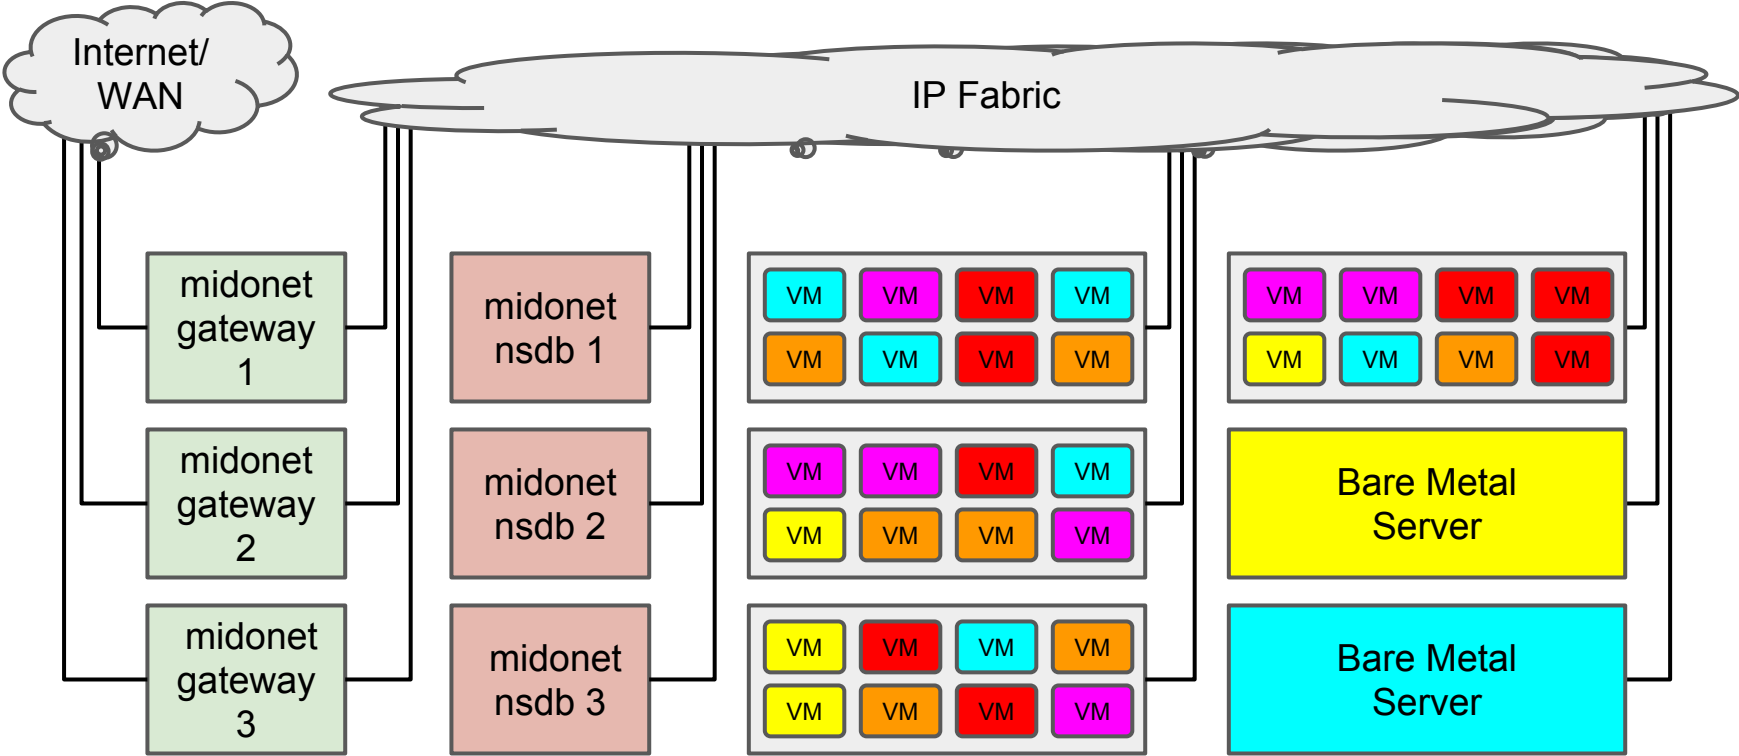 Internet/
WAN
IP Fabric
midonet
gateway
1
midonet
nsdb 1
VM VM VM VM
VM VM VM VM
VM VM VM VM
VM VM VM VM
midonet
gateway
2
midonet
nsdb 2
VM VM VM VM
VM VM VM VM
Bare Metal
Server
midonet
gateway
3
midonet
nsdb 3
VM VM VM VM
VM VM VM VM
Bare Metal
Server